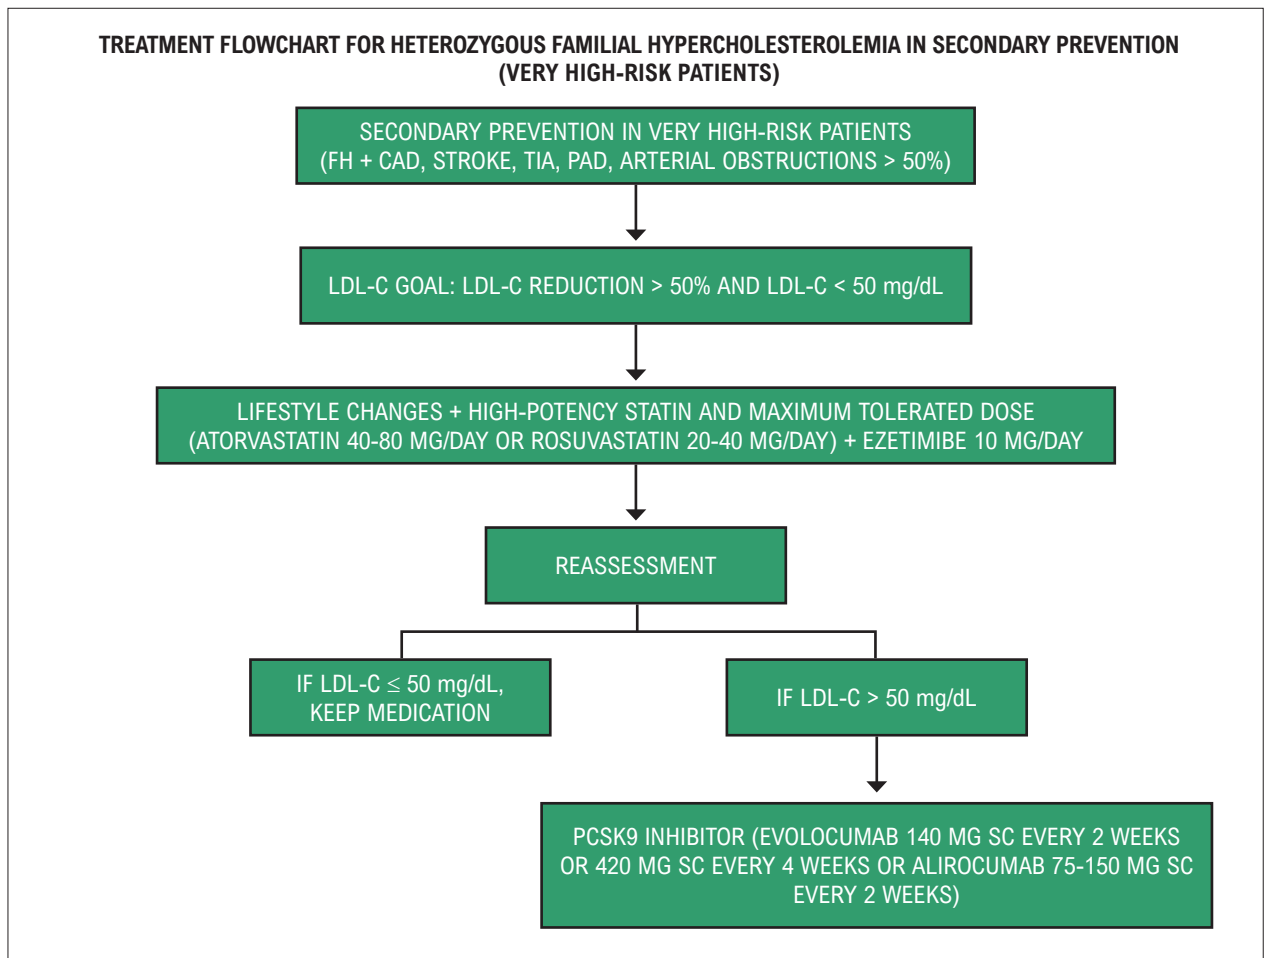 TREATMENT FLOWCHART FOR HETEROZYGOUS FAMILIAL HYPERCHOLESTEROLEMIA IN SECONDARY PREVENTION
(VERY HIGH-RISK PATIENTS)
SECONDARY PREVENTION IN VERY HIGH-RISK PATIENTS
(FH + CAD, STROKE, TIA, PAD, ARTERIAL OBSTRUCTIONS > 50%)
LDL-C GOAL: LDL-C REDUCTION > 50% AND LDL-C < 50 mg/dL
LIFESTYLE CHANGES + HIGH-POTENCY STATIN AND MAXIMUM TOLERATED DOSE
(ATORVASTATIN 40-80 MG/DAY OR ROSUVASTATIN 20-40 MG/DAY) + EZETIMIBE 10 MG/DAY
REASSESSMENT
IF LDL-C ≤ 50 mg/dL,
KEEP MEDICATION
IF LDL-C > 50 mg/dL
PCSK9 INHIBITOR (EVOLOCUMAB 140 MG SC EVERY 2 WEEKS
OR 420 MG SC EVERY 4 WEEKS OR ALIROCUMAB 75-150 MG SC
EVERY 2 WEEKS)